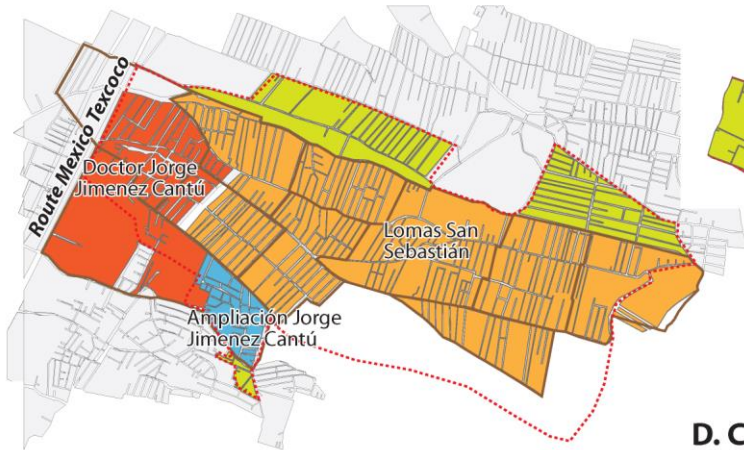 Route Mexico Texcoco
Doctor Jorge
Jimenez Cantú
Lomas San
Sebastián
Ampliación Jorge
Jimenez Cantú
D. C